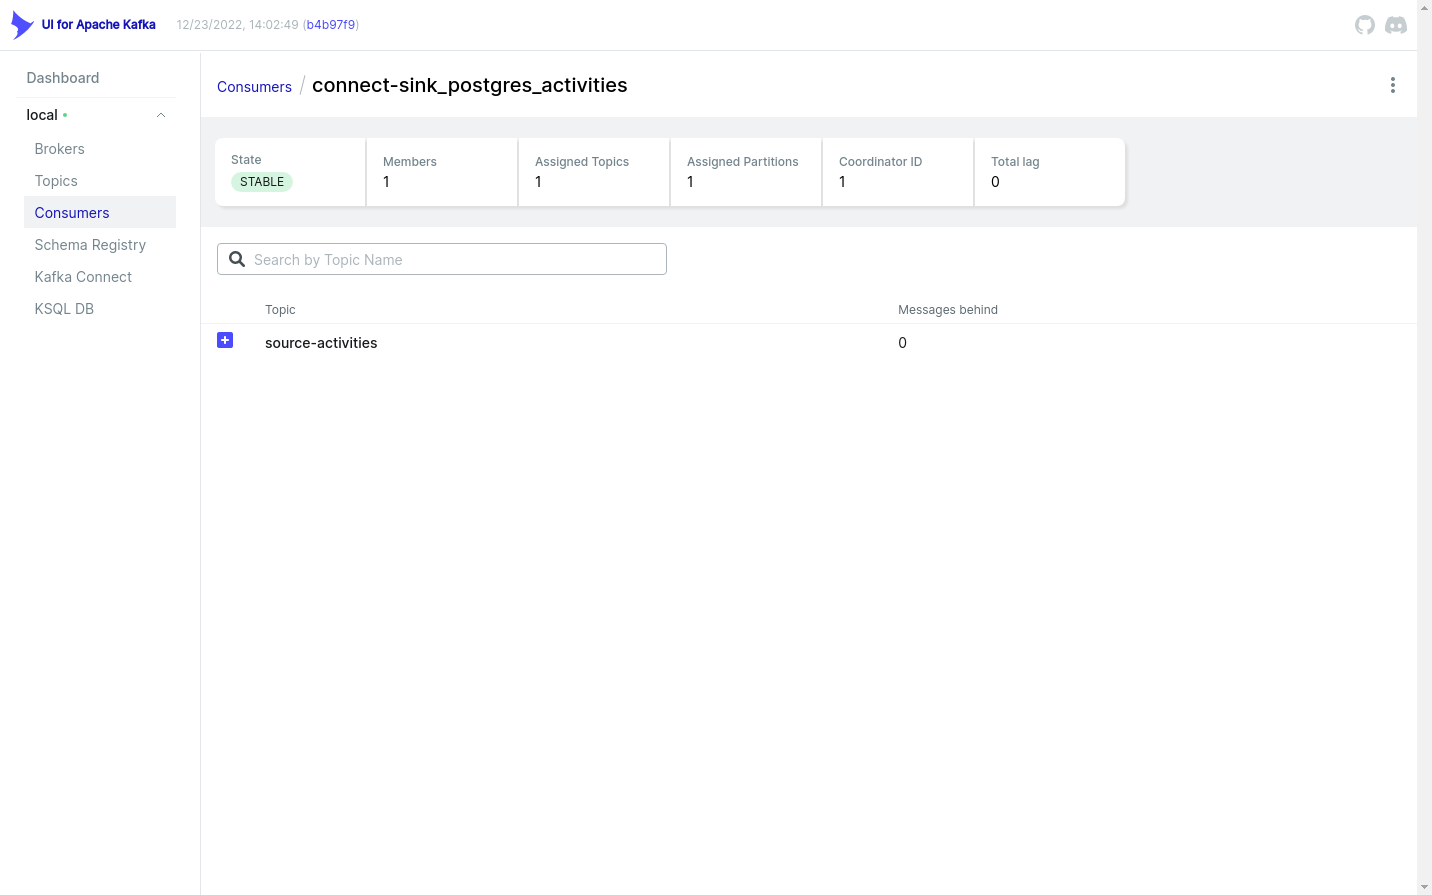 UI for Apache Kafka 12/23/2022, 14:02:49 (b4b97f9)
Dashboard
local
Brokers
Topics
Consumers
Schema Registry
Kafka Connect
KSQL DB
Consumers / connect-sink_postgres_activities
State Members Assigned Topics Assigned Partitions Coordinator ID Total lag
STABLE 1 1 1 1 0
Search by Topic Name
Topic Messages behind
source-activities 0